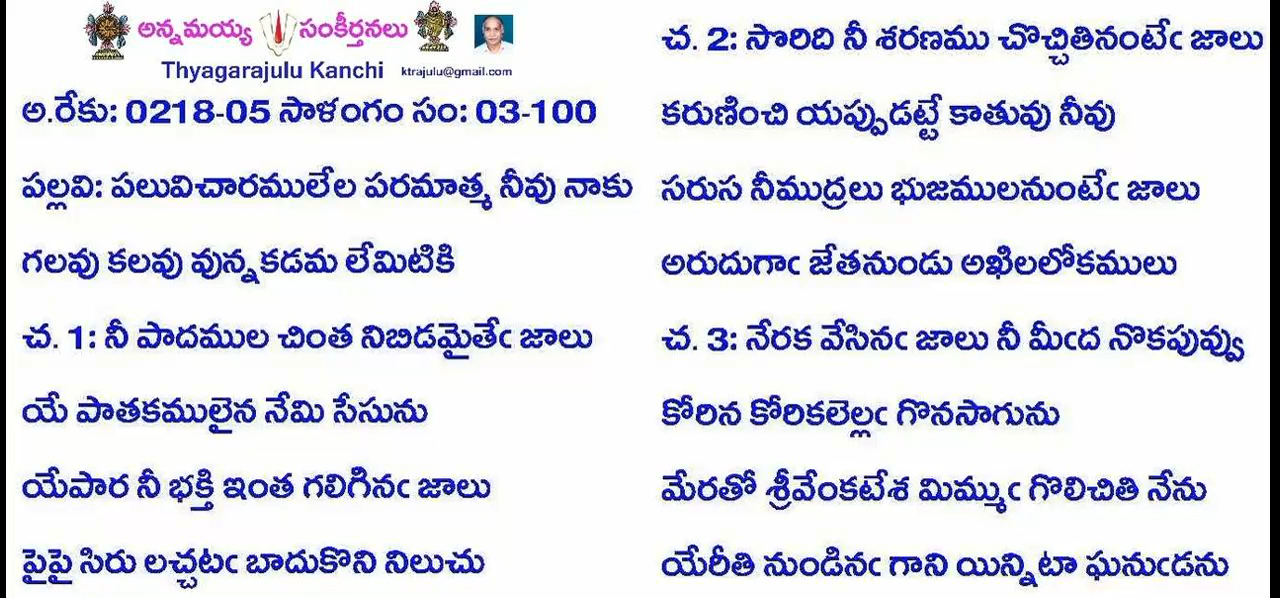 అన్నమయ్య సంకీర్తనలు
Thyagarajulu Kanchi ktrajulu@gmail.com
అ.రేకు: 0218-05 సాళంగం సం: 03-100
పల్లవి: పలువిచారములేల పరమాత్మ నీవు నాకు
గలవు కలవు వున్నకడమ లేమిటికి
చ. 1: నీ పాదముల చింత నిబిడమైతేఁ జాలు
యే పాతకములైన నేమి సేసును
యేపార నీ భక్తి ఇంత గలిగినఁ జాలు
పైపై సిరు లచ్చటఁ బాదుకొని నిలుచు
చ. 2: సొరిది నీ శరణము చొచ్చితినంటేఁ జాలు
కరుణించి యప్పుడట్టే కాతువు నీవు
సరుస నీముద్రలు భుజములనుంటేఁ జాలు
అరుదుగాఁ జేతనుండు అఖిలలోకములు
చ. 3: నేరక వేసినఁ జాలు నీ మీఁద నొకపువ్వు
కోరిన కోరికలెల్లఁ గొనసాగును
మేరతో శ్రీవేంకటేశ మిమ్ముఁ గొలిచితి నేను
యేరీతి నుండినఁ గాని యిన్నిటా ఘనుఁడను